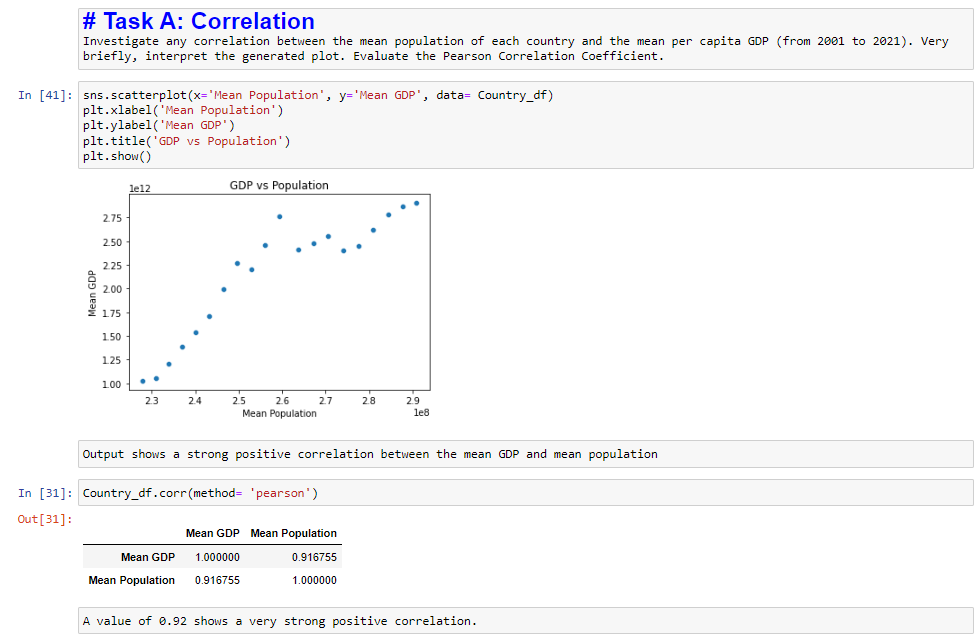 # Task A: Correlation
Investigate any correlation between the mean population of each country and the mean per capita GDP (from 2001 to 2021). Very
briefly, interpret the generated plot. Evaluate the Pearson Correlation Coefficient.
In [41]: sns.scatterplot(x='Mean Population', y='Mean GDP', data= Country_df)
plt.xlabel('Mean Population')
plt.ylabel('Mean GDP')
plt.title('GDP vs Population')
plt.show()
1e12
GDP vs Population
2.75
2.50
2.25
2.00
1.75
1.50
1.25
1.00
Mean GDP
2.3 2.4 2.5 2.6 2.7 2.8 2.9
Mean Population
1e8
Output shows a strong positive correlation between the mean GDP and mean population
In [31]: Country_df.corr(method= 'pearson')
Out[31]:
Mean GDP Mean Population
Mean GDP 1.000000 0.916755
Mean Population 0.916755 1.000000
A value of 0.92 shows a very strong positive correlation.